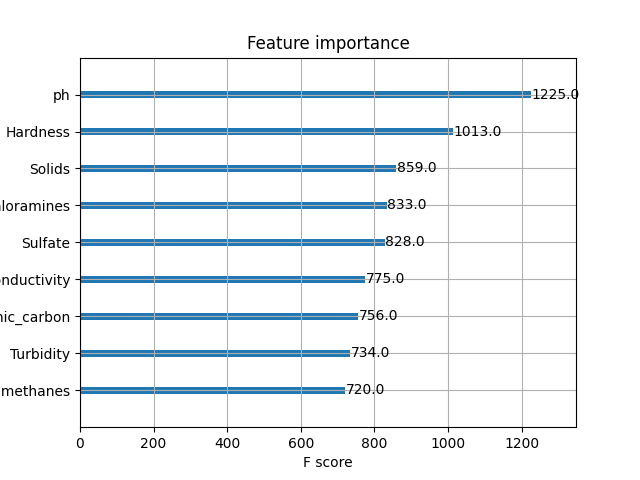 Feature importance
ph
1225.0
Hardness
1013.0
Solids
859.0
loramines
833.0
Sulfate
828.0
nductivity
775.0
nic_carbon
756.0
Turbidity
734.0
methanes
720.0
0 200 400 600 800 1000 1200
F score